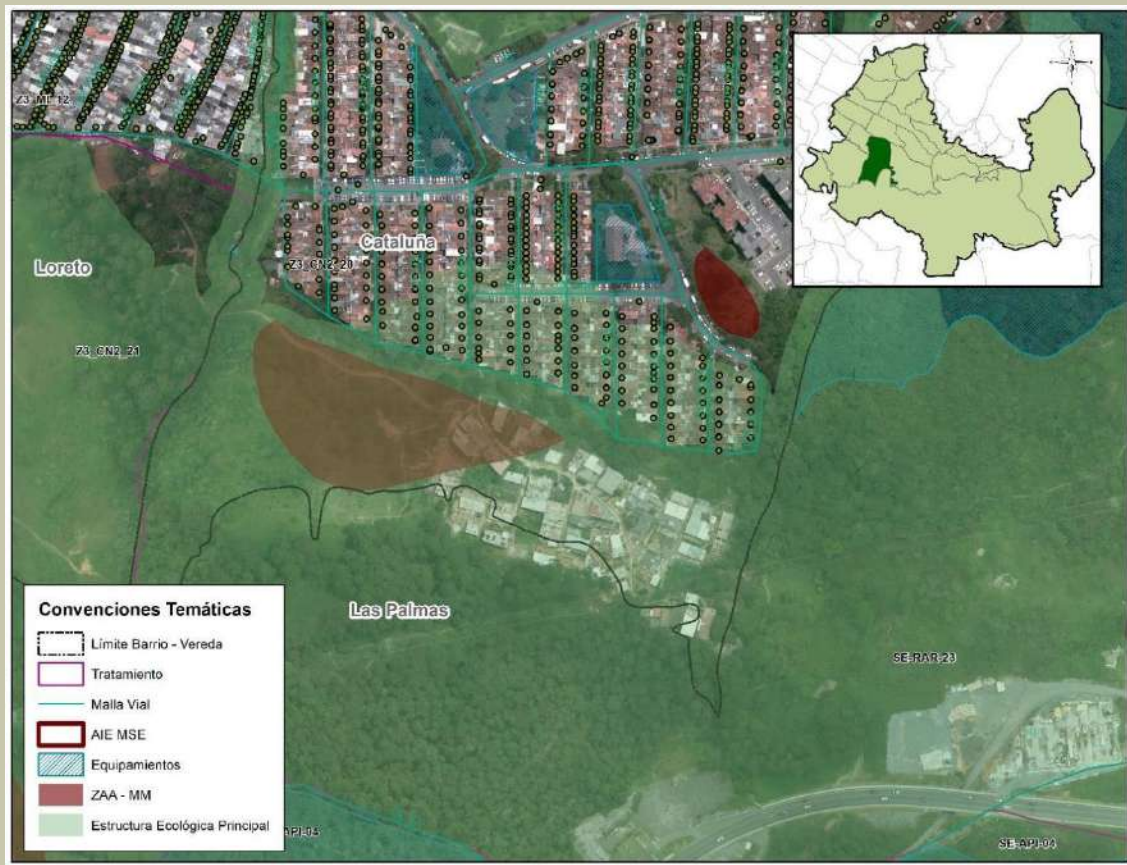 Z3_MI_12
Loreto
Cataluña
Z3_CN2_20
Z3_CN2_21
Las Palmas
SE-RAR-23
Convenciones Temáticas
Límite Barrio - Vereda
Tratamiento
Malla Vial
AIE MSE
Equipamientos
ZAA - MM
Estructura Ecológica Principal
API-04
SE-API-04